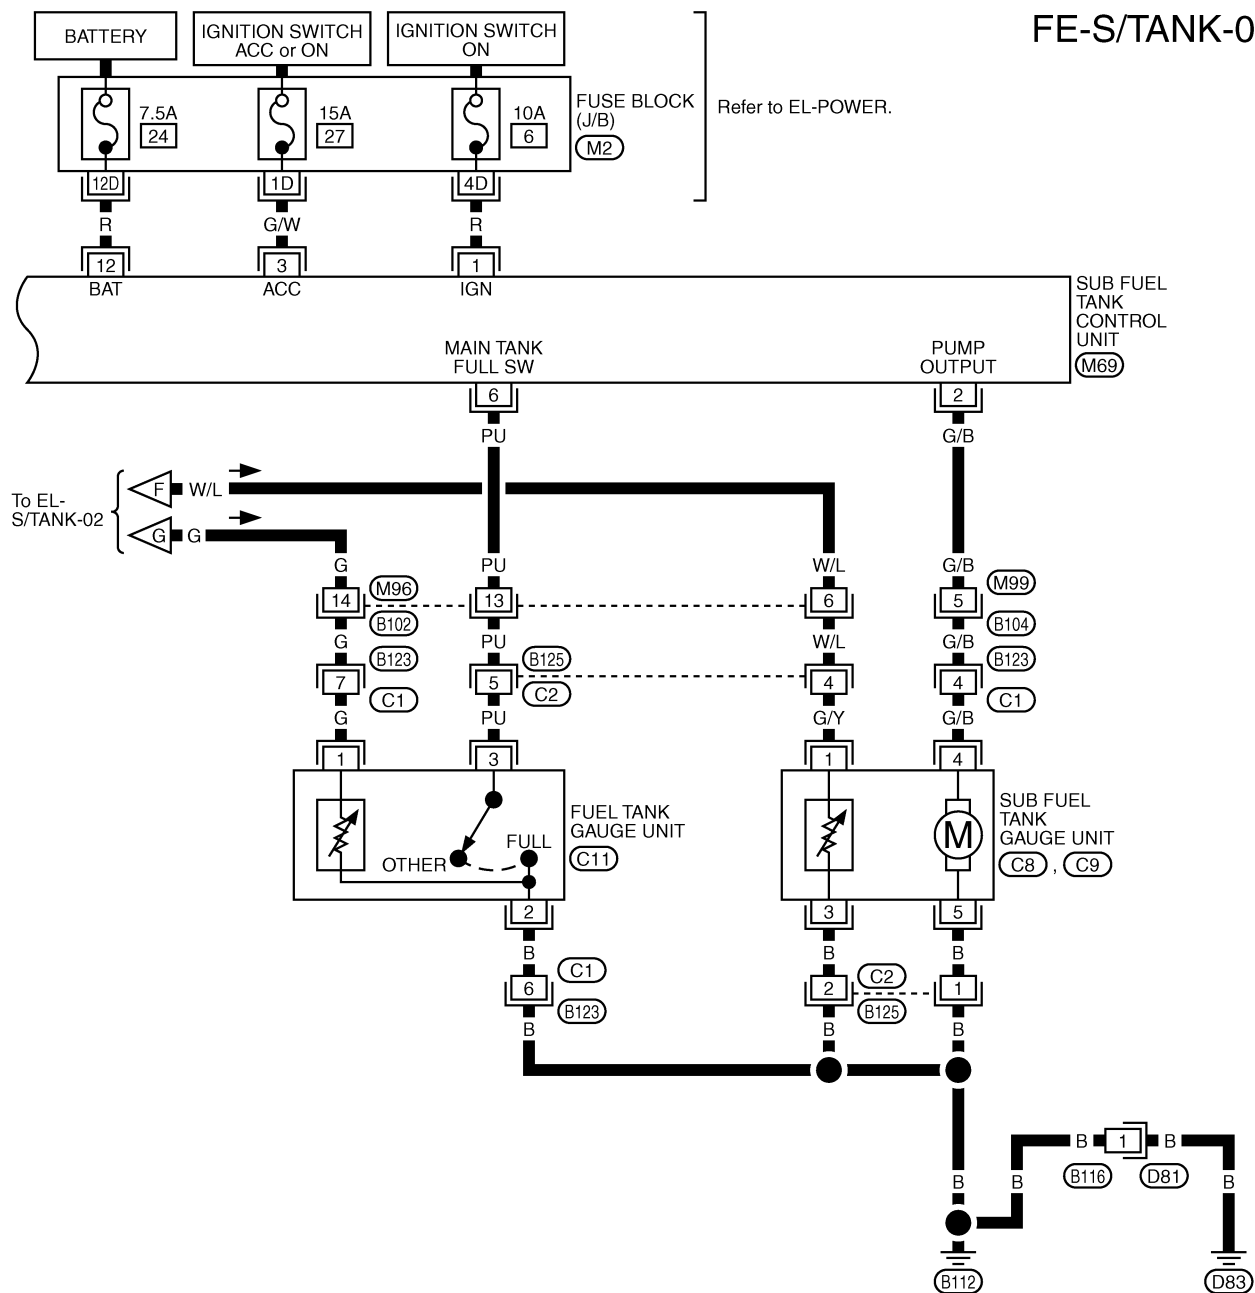 FE-S/TANK-0
BATTERY
IGNITION SWITCH
ACC or ON
IGNITION SWITCH
ON
7.5A
24
15A
27
10A
6
FUSE BLOCK
(J/B)
M2
Refer to EL-POWER.
12D
1D
4D
R
G/W
R
12
3
1
BAT
ACC
IGN
SUB FUEL
TANK
CONTROL
UNIT
M69
MAIN TANK
FULL SW
PUMP
OUTPUT
6
2
PU
G/B
To EL-
S/TANK-02
F
W/L
G
G
G
PU
W/L
G/B
14
M96
13
6
5
M99
B102
B104
G
PU
W/L
G/B
B123
B125
B123
7
5
4
4
C1
C2
C1
G
PU
G/Y
G/B
1
3
1
4
FUEL TANK
GAUGE UNIT
C11
OTHER
FULL
SUB FUEL
TANK
GAUGE UNIT
C8 , C9
M
2
3
5
B
B
B
C1
C2
6
2
1
B123
B125
B
B
B
B
1
B
B116
D81
B
B
B
B112
D83